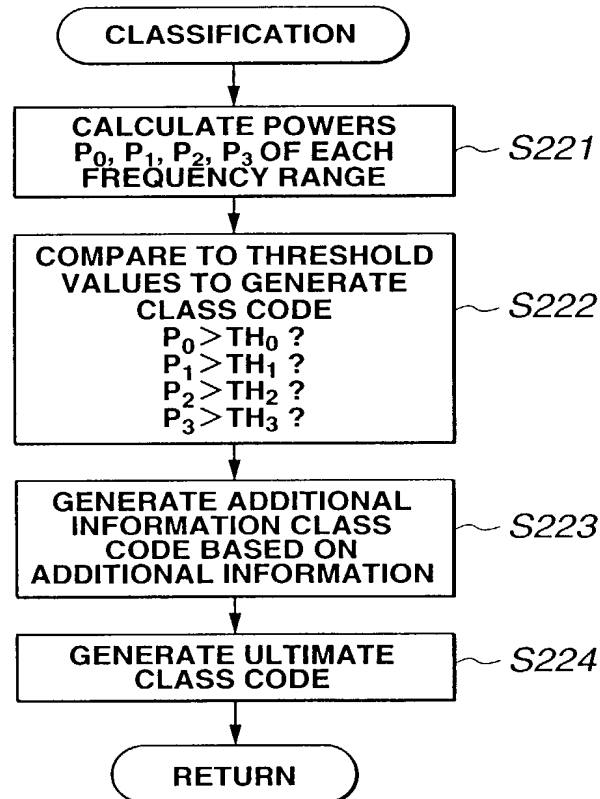 CLASSIFICATION
CALCULATE POWERS
P₀, P₁, P₂, P₃ OF EACH
FREQUENCY RANGE
S221
COMPARE TO THRESHOLD
VALUES TO GENERATE
CLASS CODE
P₀ > TH₀ ?
P₁ > TH₁ ?
P₂ > TH₂ ?
P₃ > TH₃ ?
S222
GENERATE ADDITIONAL
INFORMATION CLASS
CODE BASED ON
ADDITIONAL INFORMATION
S223
GENERATE ULTIMATE
CLASS CODE
S224
RETURN